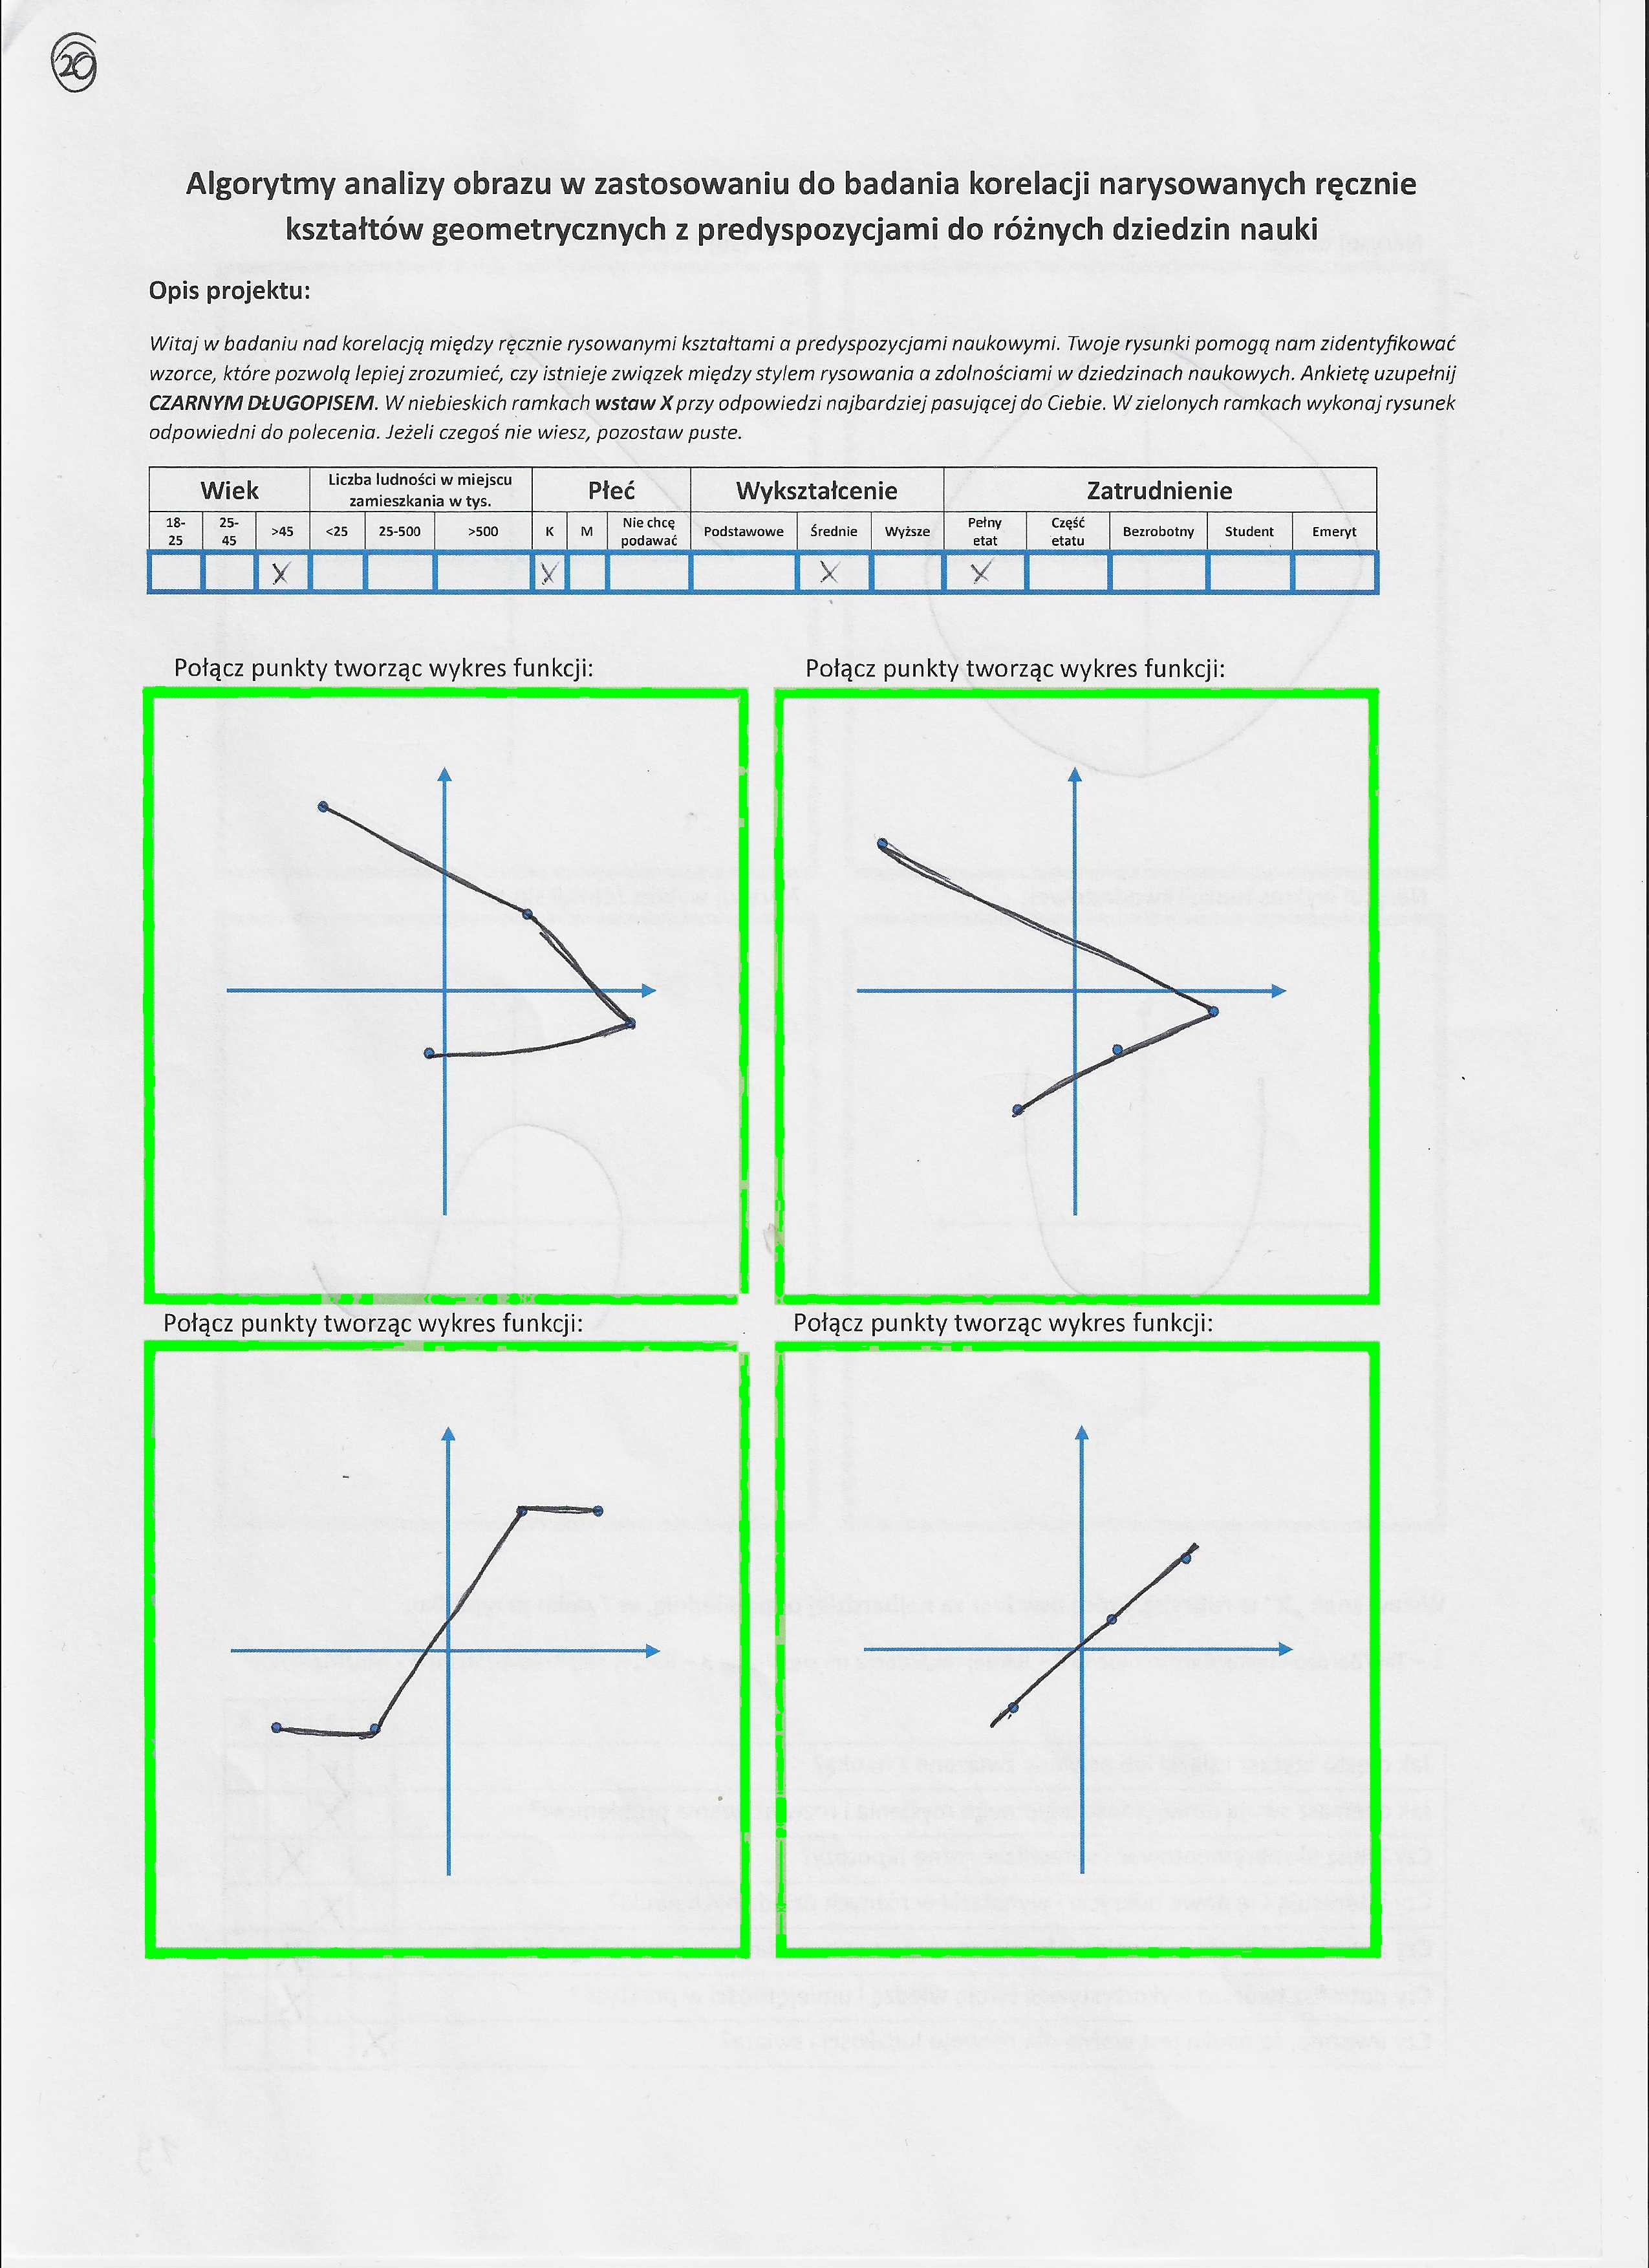 20
Algorytmy analizy obrazu w zastosowaniu do badania korelacji narysowanych ręcznie
kształtów geometrycznych z predyspozycjami do różnych dziedzin nauki
Opis projektu:
Witaj w badaniu nad korelacją między ręcznie rysowanymi kształtami a predyspozycjami naukowymi. Twoje rysunki pomogą nam zidentyfikować
wzorce, które pozwolą lepiej zrozumieć, czy istnieje związek między stylem rysowania a zdolnościami w dziedzinach naukowych. Ankietę uzupełnij
CZARNYM DŁUGOPISEM. W niebieskich ramkach wstaw X przy odpowiedzi najbardziej pasującej do Ciebie. W zielonych ramkach wykonaj rysunek
odpowiedni do polecenia. Jeżeli czegoś nie wiesz, pozostaw puste.
Wiek Liczba ludności w miejscu zamieszkania w tys. Płeć Wykształcenie Zatrudnienie
18-25 25-45 >45 <25 25-500 >500 K M Nie chcę podawać Podstawowe Średnie Wyższe Pełny etat Część etatu Bezrobotny Student Emeryt
X X X X
Połącz punkty tworząc wykres funkcji: Połącz punkty tworząc wykres funkcji:
Połącz punkty tworząc wykres funkcji: Połącz punkty tworząc wykres funkcji: